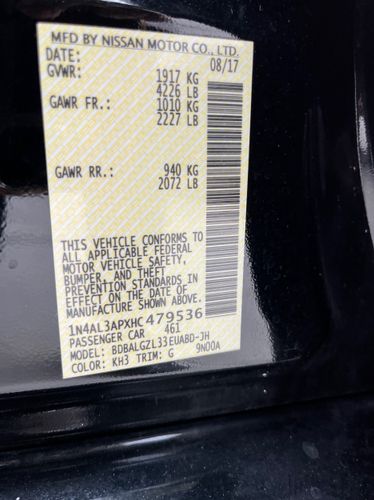 MFD BY NISSAN MOTOR CO., LTD.
DATE: 08/17
GVWR: 1917 KG
4226 LB
GAWR FR.: 1010 KG
2227 LB
GAWR RR.: 940 KG
2072 LB
THIS VEHICLE CONFORMS TO
ALL APPLICABLE FEDERAL
MOTOR VEHICLE SAFETY,
BUMPER, AND THEFT
PREVENTION STANDARDS IN
EFFECT ON THE DATE OF
MANUFACTURE SHOWN ABOVE.
1N4AL3APXHC479536
PASSENGER CAR 461
MODEL: BDBALGZL33EUABD-JH
COLOR: KH3 TRIM: G 9N00A